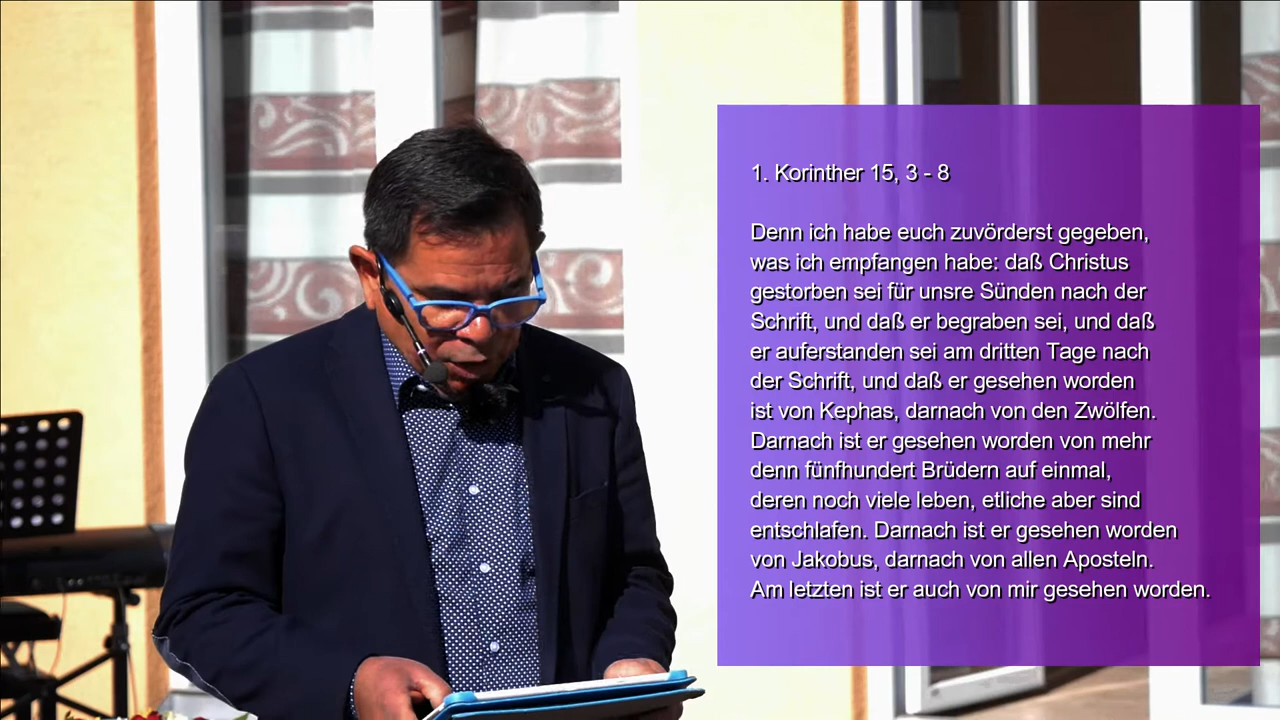 1. Korinther 15, 3 - 8
Denn ich habe euch zuvörderst gegeben,
was ich empfangen habe: daß Christus
gestorben sei für unsre Sünden nach der
Schrift, und daß er begraben sei, und daß
er auferstanden sei am dritten Tage nach
der Schrift, und daß er gesehen worden
ist von Kephas, darnach von den Zwölfen.
Darnach ist er gesehen worden von mehr
denn fünfhundert Brüdern auf einmal,
deren noch viele leben, etliche aber sind
entschlafen. Darnach ist er gesehen worden
von Jakobus, darnach von allen Aposteln.
Am letzten ist er auch von mir gesehen worden.